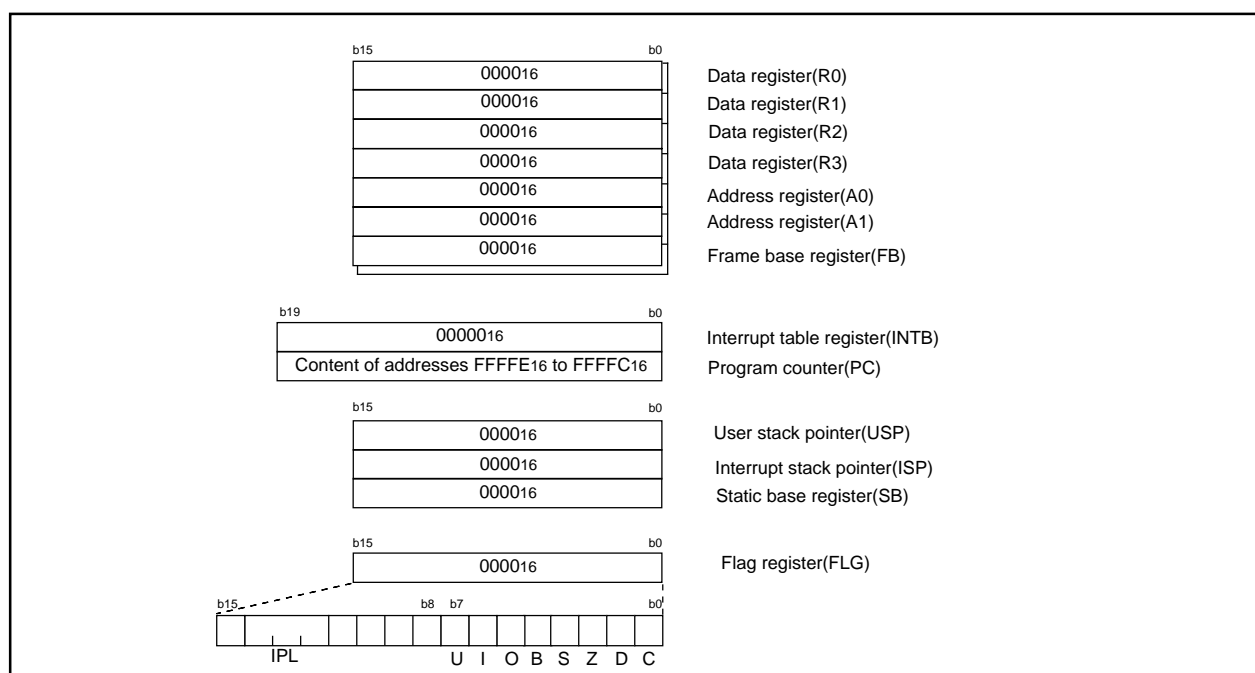 b15 b0
000016 Data register(R0)
000016 Data register(R1)
000016 Data register(R2)
000016 Data register(R3)
000016 Address register(A0)
000016 Address register(A1)
000016 Frame base register(FB)
b19 b0
0000016 Interrupt table register(INTB)
Content of addresses FFFFE16 to FFFFC16 Program counter(PC)
b15 b0
000016 User stack pointer(USP)
000016 Interrupt stack pointer(ISP)
000016 Static base register(SB)
b15 b0
000016 Flag register(FLG)
b15 b8 b7 b0
IPL U I O B S Z D C